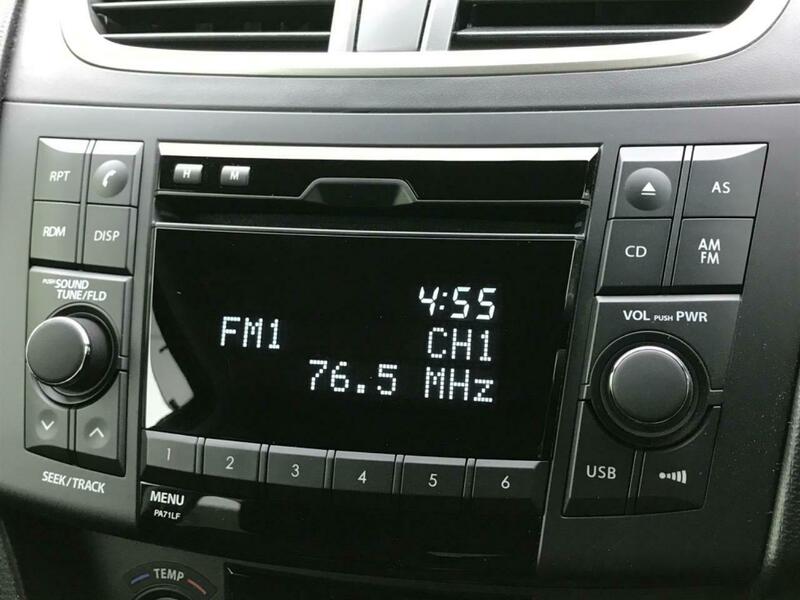 H M
RPT
RDM
DISP
PUSH SOUND
TUNE/FLD
SEEK/TRACK
4:55
FM1 CH1
76.5 MHz
1 2 3 4 5 6
MENU
PA71LF
AS
CD
AM
FM
VOL PUSH PWR
USB
TEMP